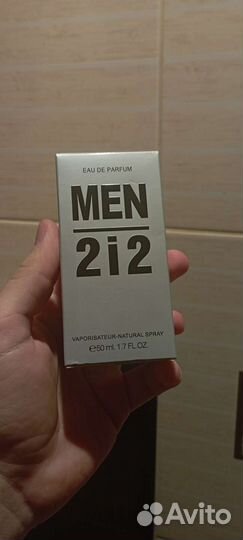 EAU DE PARFUM
MEN
2i2
VAPORISATEUR-NATURAL SPRAY
℮50 ml. 1.7 FL.OZ.
Avito